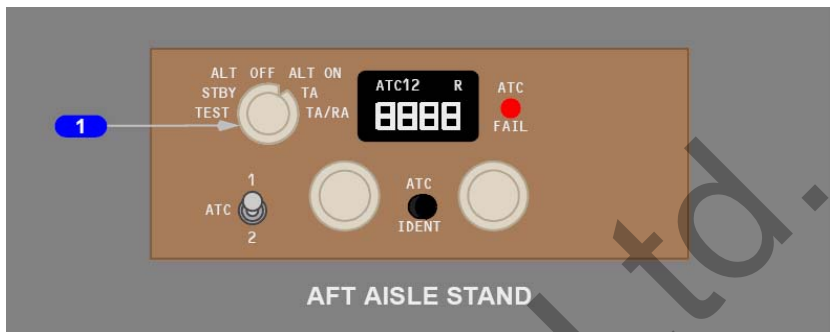 ALT OFF ALT ON
STBY TA
TEST TA/RA
ATC12 R
8888
ATC
FAIL
1
1
ATC
2
ATC
IDENT
AFT AISLE STAND
ltd.